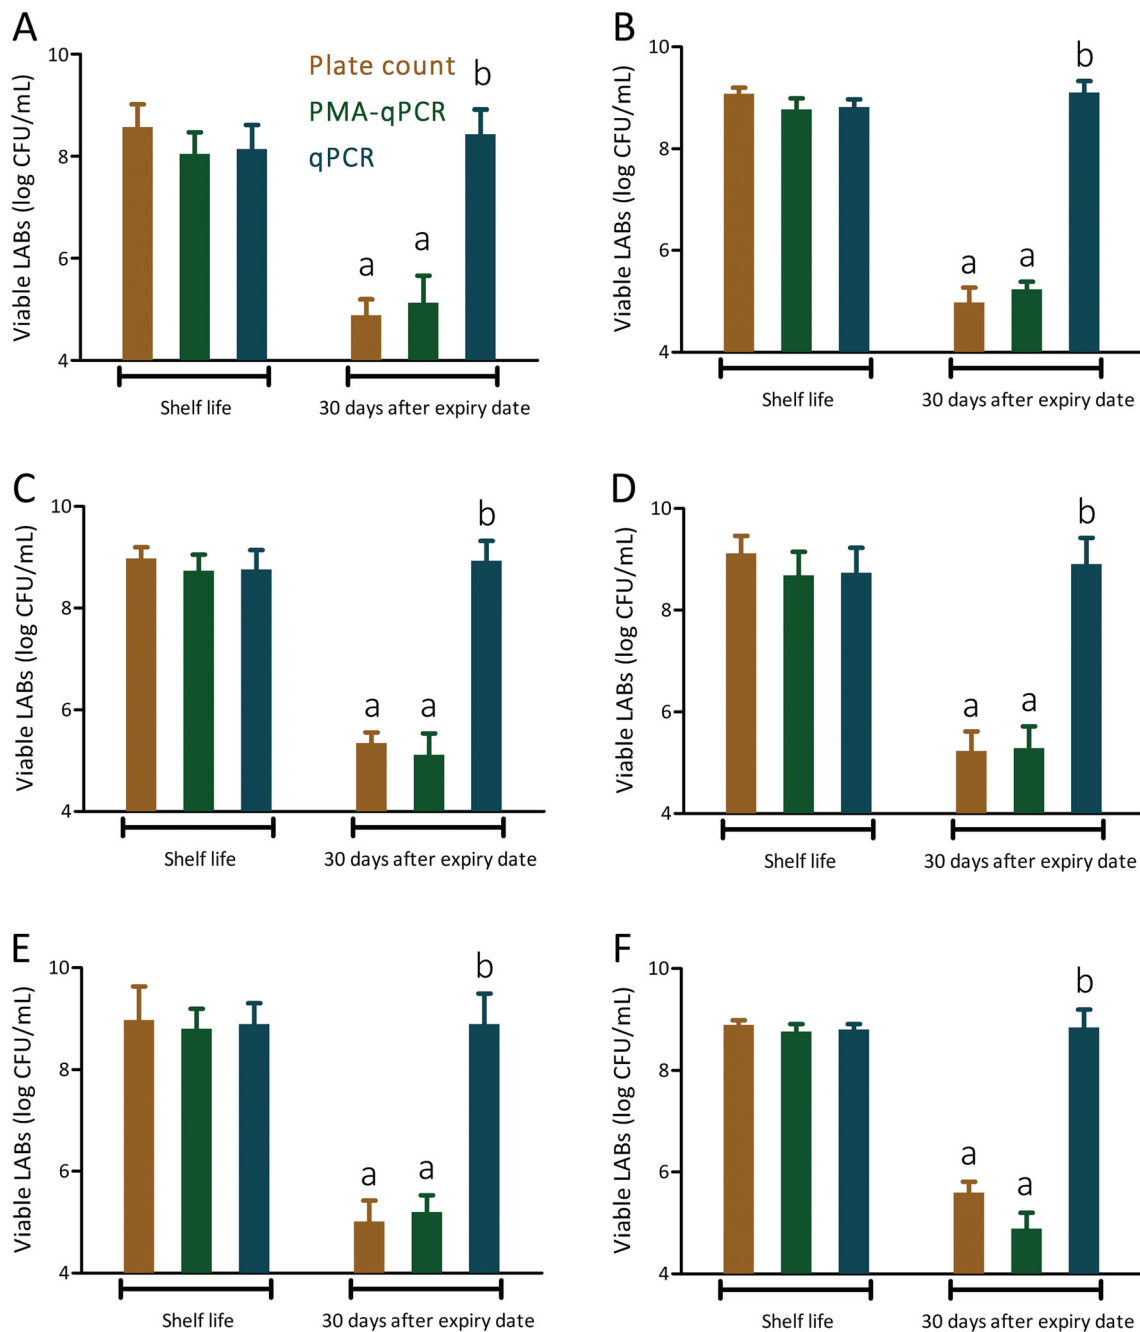 A
Viable LABs (log CFU/mL)
10
8
6
4
Plate count
PMA-qPCR
qPCR
a
a
b
Shelf life
30 days after expiry date
B
Viable LABs (log CFU/mL)
10
8
6
4
a
a
b
Shelf life
30 days after expiry date
C
Viable LABs (log CFU/mL)
10
8
6
4
a
a
b
Shelf life
30 days after expiry date
D
Viable LABs (log CFU/mL)
10
8
6
4
a
a
b
Shelf life
30 days after expiry date
E
Viable LABs (log CFU/mL)
10
8
6
4
a
a
b
Shelf life
30 days after expiry date
F
Viable LABs (log CFU/mL)
10
8
6
4
a
a
b
Shelf life
30 days after expiry date